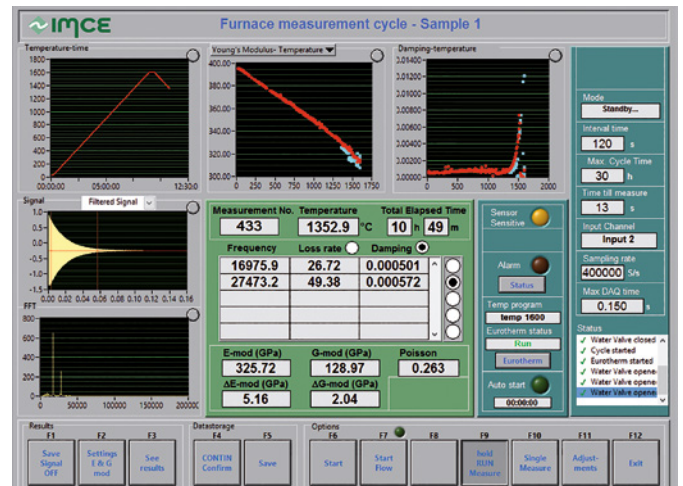 IMCE
Furnace measurement cycle - Sample 1
Temperature-time
1800-
1600-
1400-
1200-
1000-
800-
600-
400-
200-
0-
00:00:00
12:30:0
Young's Modulus- Temperature
400.00-
380.00-
360.00-
340.00-
320.00-
300.00-
0 250 500 250 1000 1250 1500 1750
Damping-temperature
0.01400
0.01200
0.01000
0.00800
0.00600
0.00400
0.00200
0.00000
0 500 1000 1500 2000
Mode
Standby...
Interval time
120 s
Max. Cycle Time
30 h
Time till measure
13 s
Input Channel
Input 2
Sampling rate
400000 S/s
Max DAQ time
0.150 s
Status
Water Valve closed
Cycle started
Eurotherm started
Water Valve opene
Water Valve opene
Water Valve opene
Signal
Filtered Signal
1.0-
0.5-
0.0-
-0.5-
-1.0-
-1.5-
0.00 0.02 0.04 0.06 0.08 0.10 0.12 0.14 0.16
FFT
800-
600-
400-
200-
0-
0 50000 100000 150000 200000
Measurement No. Temperature Total Elapsed Time
433 1352.9 °C 10 h 49 m
Frequency Loss rate Damping
16975.9 26.72 0.000501
27473.2 49.38 0.000572
E-mod (GPa) G-mod (GPa) Poisson
325.72 128.97 0.263
ΔE-mod (GPa) ΔG-mod (GPa)
5.16 2.04
Sensor
Sensitive
Alarm
Status
Temp program
temp 1600
Eurotherm status
Run
Eurotherm
Auto start
00:00:00
Results
Datastorage
Options
F1 F2 F3 F4 F5 F6 F7 F8 F9 F10 F11 F12
Save
Signal
OFF
Settings
E & G
mod
See
results
CONTIN
Confirm
Save
Start
Start
Flow
hold
RUN
Measure
Single
Measure
Adjust-
ments
Exit